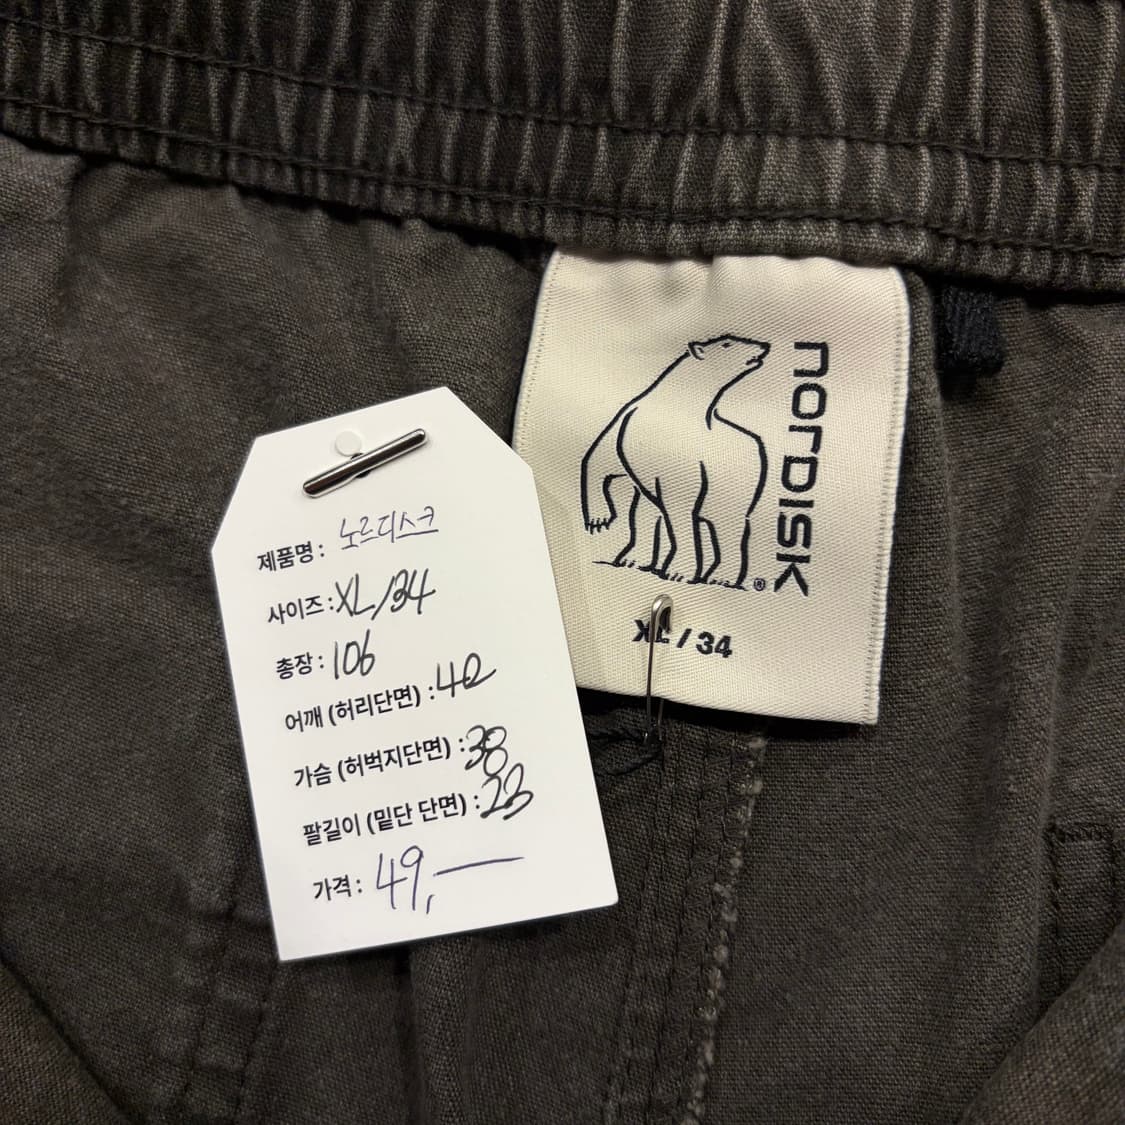 제품명 : 노르디스크
사이즈 : XL/34
총장 : 106
어깨 (허리단면) : 42
가슴 (허벅지단면) : 38
팔길이 (밑단 단면) : 23
가격 : 49,—
nordisk
®
XL / 34